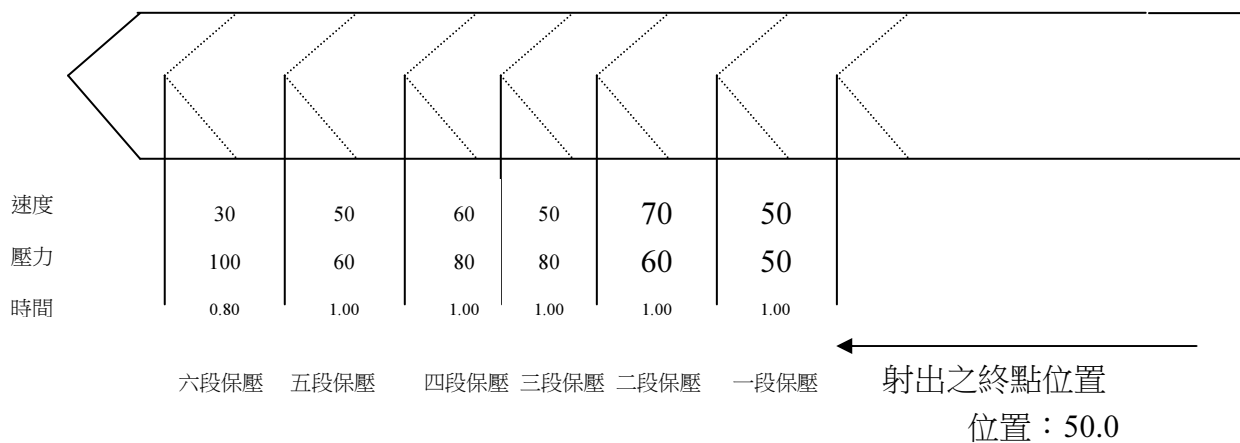 速度 30 50 60 50 70 50
壓力 100 60 80 80 60 50
時間 0.80 1.00 1.00 1.00 1.00 1.00
六段保壓 五段保壓 四段保壓 三段保壓 二段保壓 一段保壓 射出之終點位置
位置：50.0